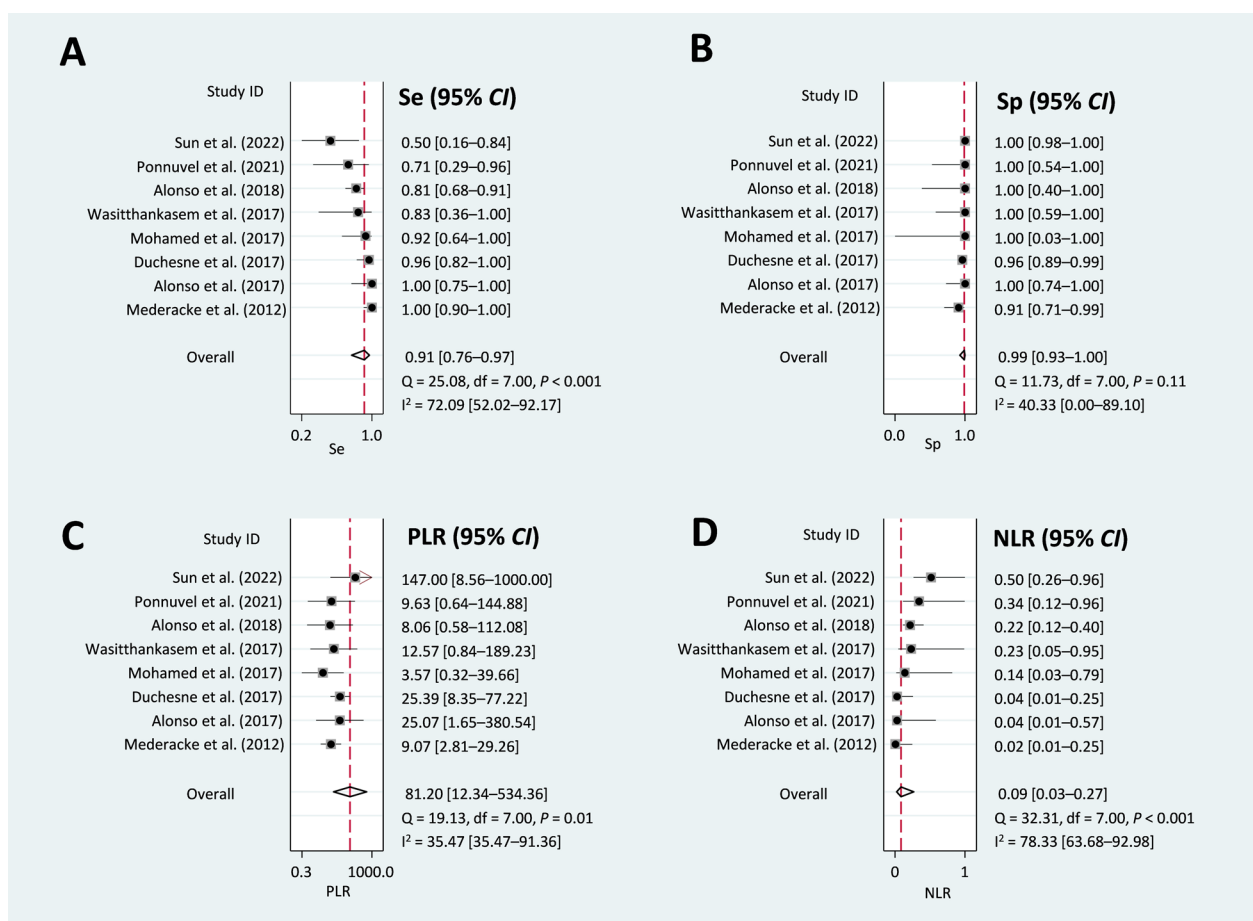 A
Study ID
Se (95% CI)
Sun et al. (2022) 0.50 [0.16–0.84]
Ponnuvel et al. (2021) 0.71 [0.29–0.96]
Alonso et al. (2018) 0.81 [0.68–0.91]
Wasitthankasem et al. (2017) 0.83 [0.36–1.00]
Mohamed et al. (2017) 0.92 [0.64–1.00]
Duchesne et al. (2017) 0.96 [0.82–1.00]
Alonso et al. (2017) 1.00 [0.75–1.00]
Mederacke et al. (2012) 1.00 [0.90–1.00]
Overall 0.91 [0.76–0.97]
Q = 25.08, df = 7.00, P < 0.001
I² = 72.09 [52.02–92.17]
0.2 1.0
Se
B
Study ID
Sp (95% CI)
Sun et al. (2022) 1.00 [0.98–1.00]
Ponnuvel et al. (2021) 1.00 [0.54–1.00]
Alonso et al. (2018) 1.00 [0.40–1.00]
Wasitthankasem et al. (2017) 1.00 [0.59–1.00]
Mohamed et al. (2017) 1.00 [0.03–1.00]
Duchesne et al. (2017) 0.96 [0.89–0.99]
Alonso et al. (2017) 1.00 [0.74–1.00]
Mederacke et al. (2012) 0.91 [0.71–0.99]
Overall 0.99 [0.93–1.00]
Q = 11.73, df = 7.00, P = 0.11
I² = 40.33 [0.00–89.10]
0.0 1.0
Sp
C
Study ID
PLR (95% CI)
Sun et al. (2022) 147.00 [8.56–1000.00]
Ponnuvel et al. (2021) 9.63 [0.64–144.88]
Alonso et al. (2018) 8.06 [0.58–112.08]
Wasitthankasem et al. (2017) 12.57 [0.84–189.23]
Mohamed et al. (2017) 3.57 [0.32–39.66]
Duchesne et al. (2017) 25.39 [8.35–77.22]
Alonso et al. (2017) 25.07 [1.65–380.54]
Mederacke et al. (2012) 9.07 [2.81–29.26]
Overall 81.20 [12.34–534.36]
Q = 19.13, df = 7.00, P = 0.01
I² = 35.47 [35.47–91.36]
0.3 1000.0
PLR
D
Study ID
NLR (95% CI)
Sun et al. (2022) 0.50 [0.26–0.96]
Ponnuvel et al. (2021) 0.34 [0.12–0.96]
Alonso et al. (2018) 0.22 [0.12–0.40]
Wasitthankasem et al. (2017) 0.23 [0.05–0.95]
Mohamed et al. (2017) 0.14 [0.03–0.79]
Duchesne et al. (2017) 0.04 [0.01–0.25]
Alonso et al. (2017) 0.04 [0.01–0.57]
Mederacke et al. (2012) 0.02 [0.01–0.25]
Overall 0.09 [0.03–0.27]
Q = 32.31, df = 7.00, P < 0.001
I² = 78.33 [63.68–92.98]
0 1
NLR